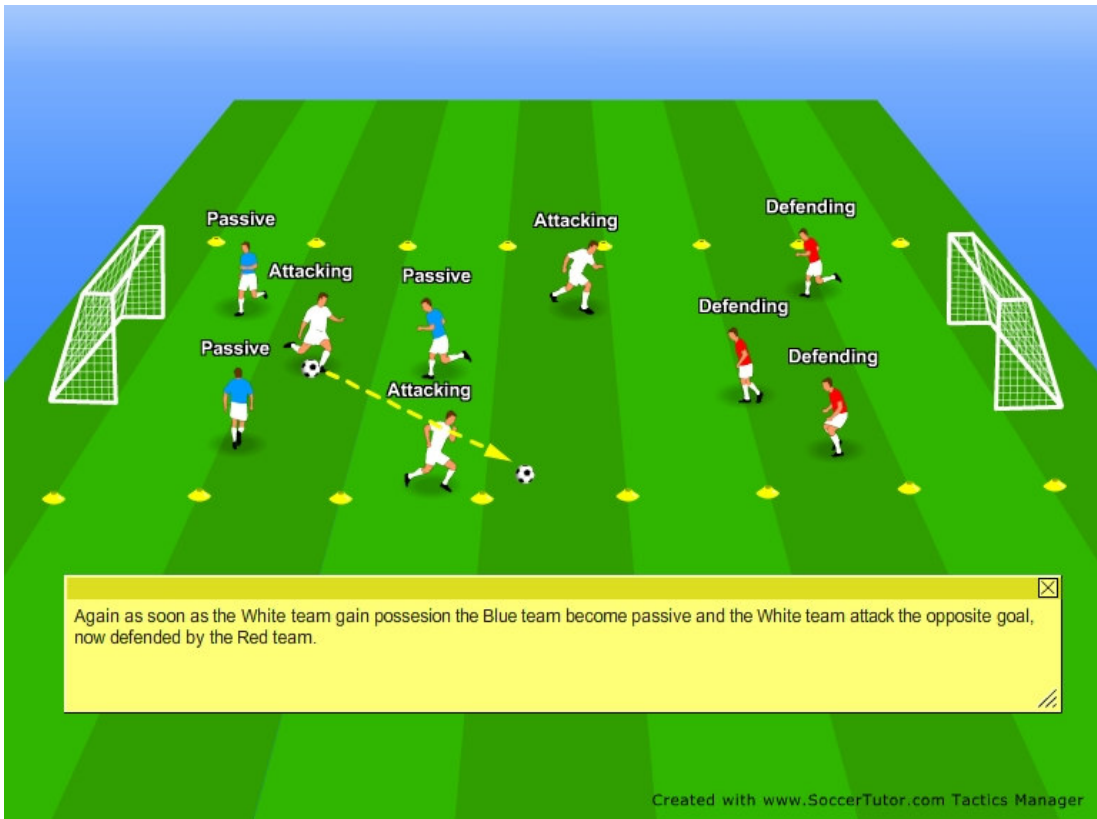 Passive
Attacking
Defending
Attacking
Passive
Defending
Passive
Defending
Attacking
Again as soon as the White team gain possesion the Blue team become passive and the White team attack the opposite goal,
now defended by the Red team.
Created with www.SoccerTutor.com Tactics Manager